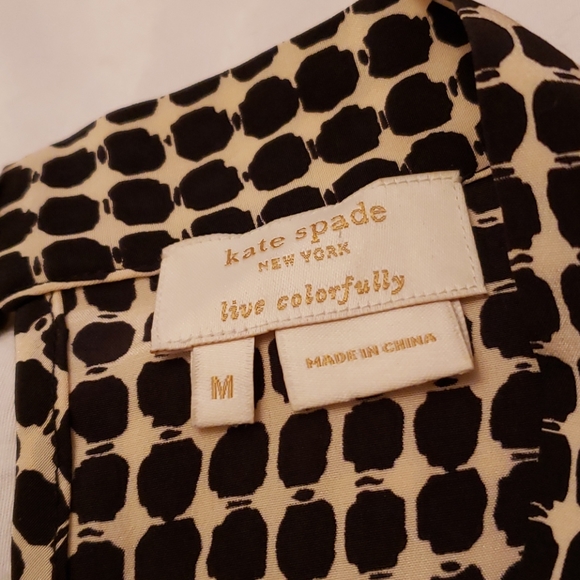 kate spade
NEW YORK
live colorfully
M
MADE IN CHINA